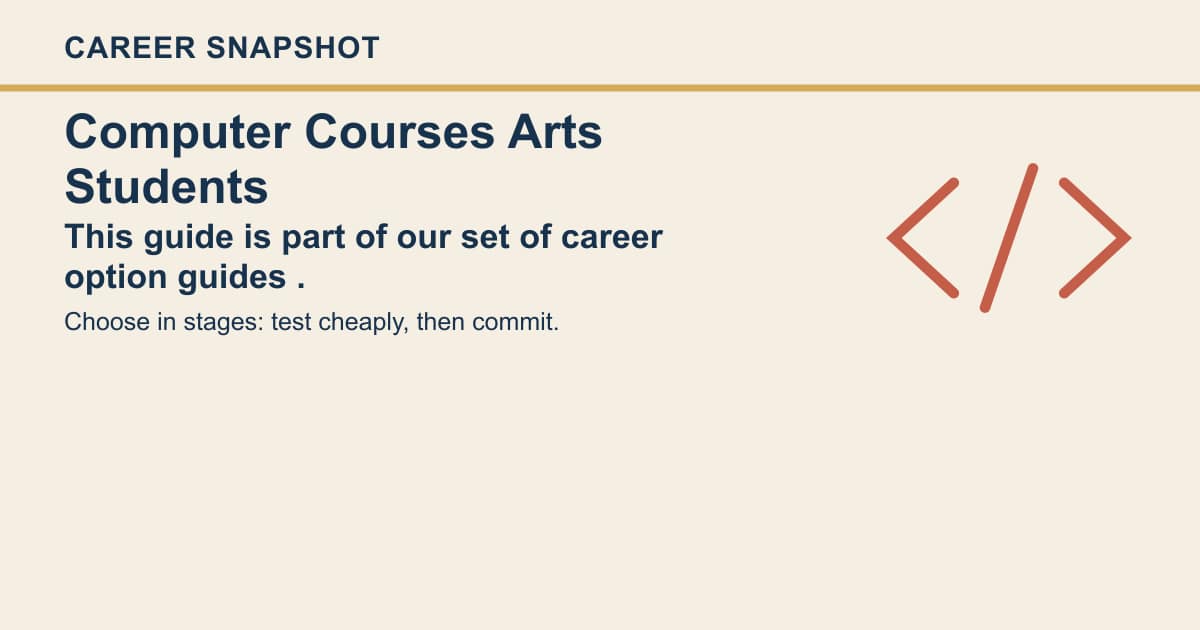 CAREER SNAPSHOT
Computer Courses Arts
Students
This guide is part of our set of career
option guides .
Choose in stages: test cheaply, then commit.